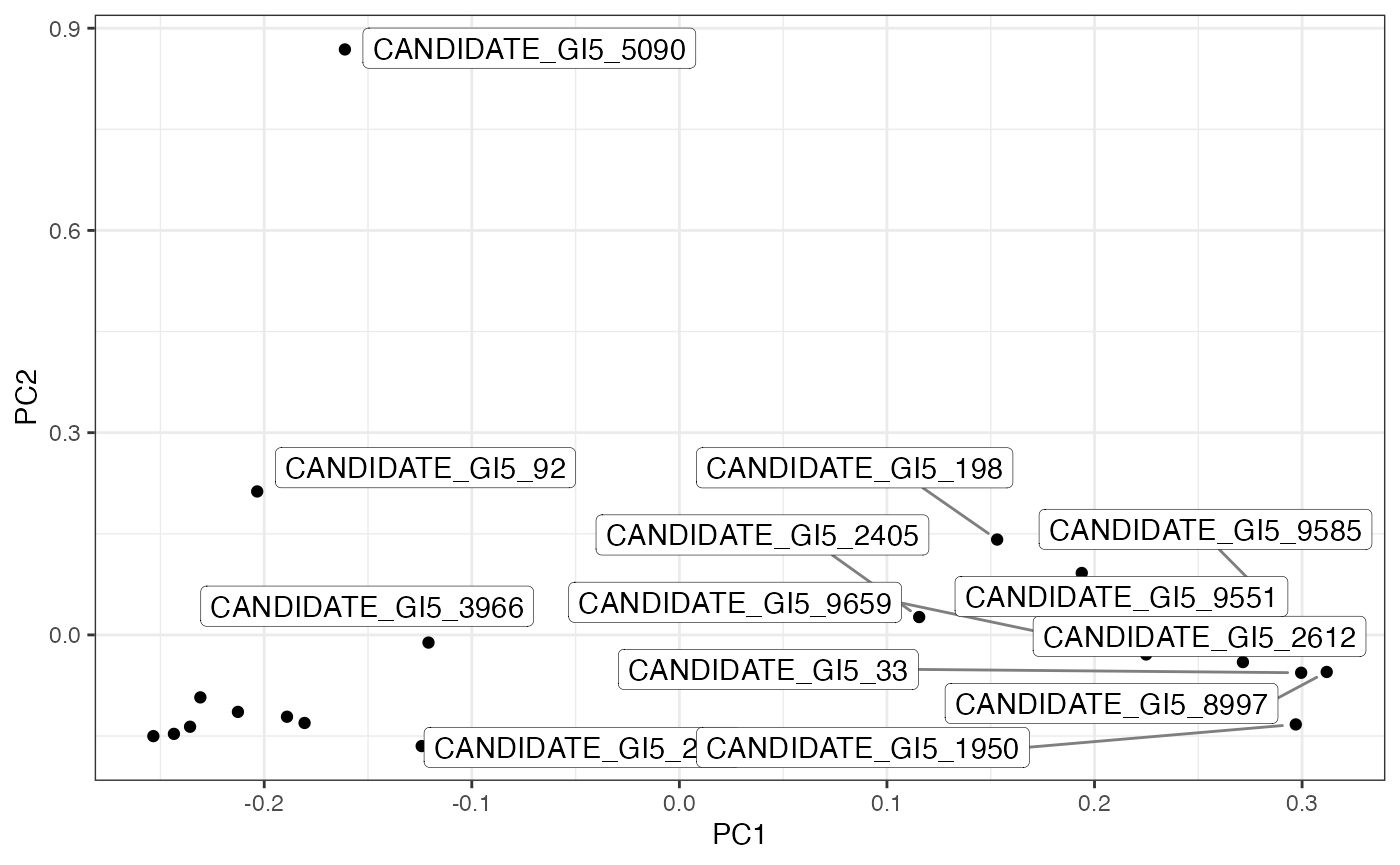 0.9
CANDIDATE_GI5_5090
0.6
PC2
0.3
CANDIDATE_GI5_92
CANDIDATE_GI5_198
CANDIDATE_GI5_2405
CANDIDATE_GI5_9585
CANDIDATE_GI5_9551
CANDIDATE_GI5_9659
CANDIDATE_GI5_3966
0.0
CANDIDATE_GI5_2612
CANDIDATE_GI5_33
CANDIDATE_GI5_8997
CANDIDATE_GI5_1950
-0.2
-0.1
0.0
0.1
0.2
0.3
PC1